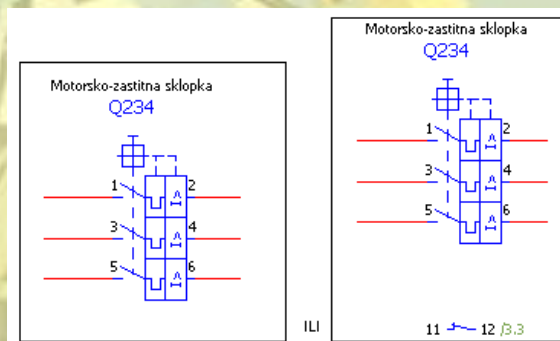 Motorsko-zastitna sklopka
Q234
1 2
3 4
5 6
I> I> I>
ILI
Motorsko-zastitna sklopka
Q234
1 2
3 4
5 6
I> I> I>
11 12 /3.3